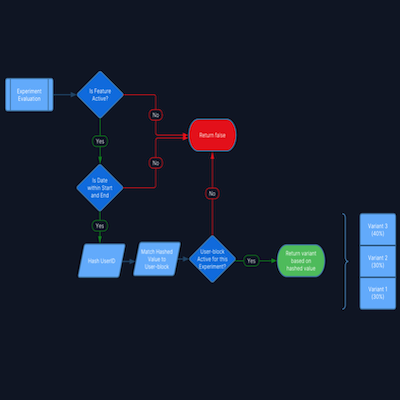 Experiment
Evaluation
Is Feature
Active?
No
Return false
Yes
No
Is Date
within Start
and End
Yes
Hash UserID
Match Hashed
Value to
User-block
User-block
Active for this
Experiment?
No
Yes
Return variant
based on
hashed value
Variant 3
(40%)
Variant 2
(30%)
Variant 1
(30%)